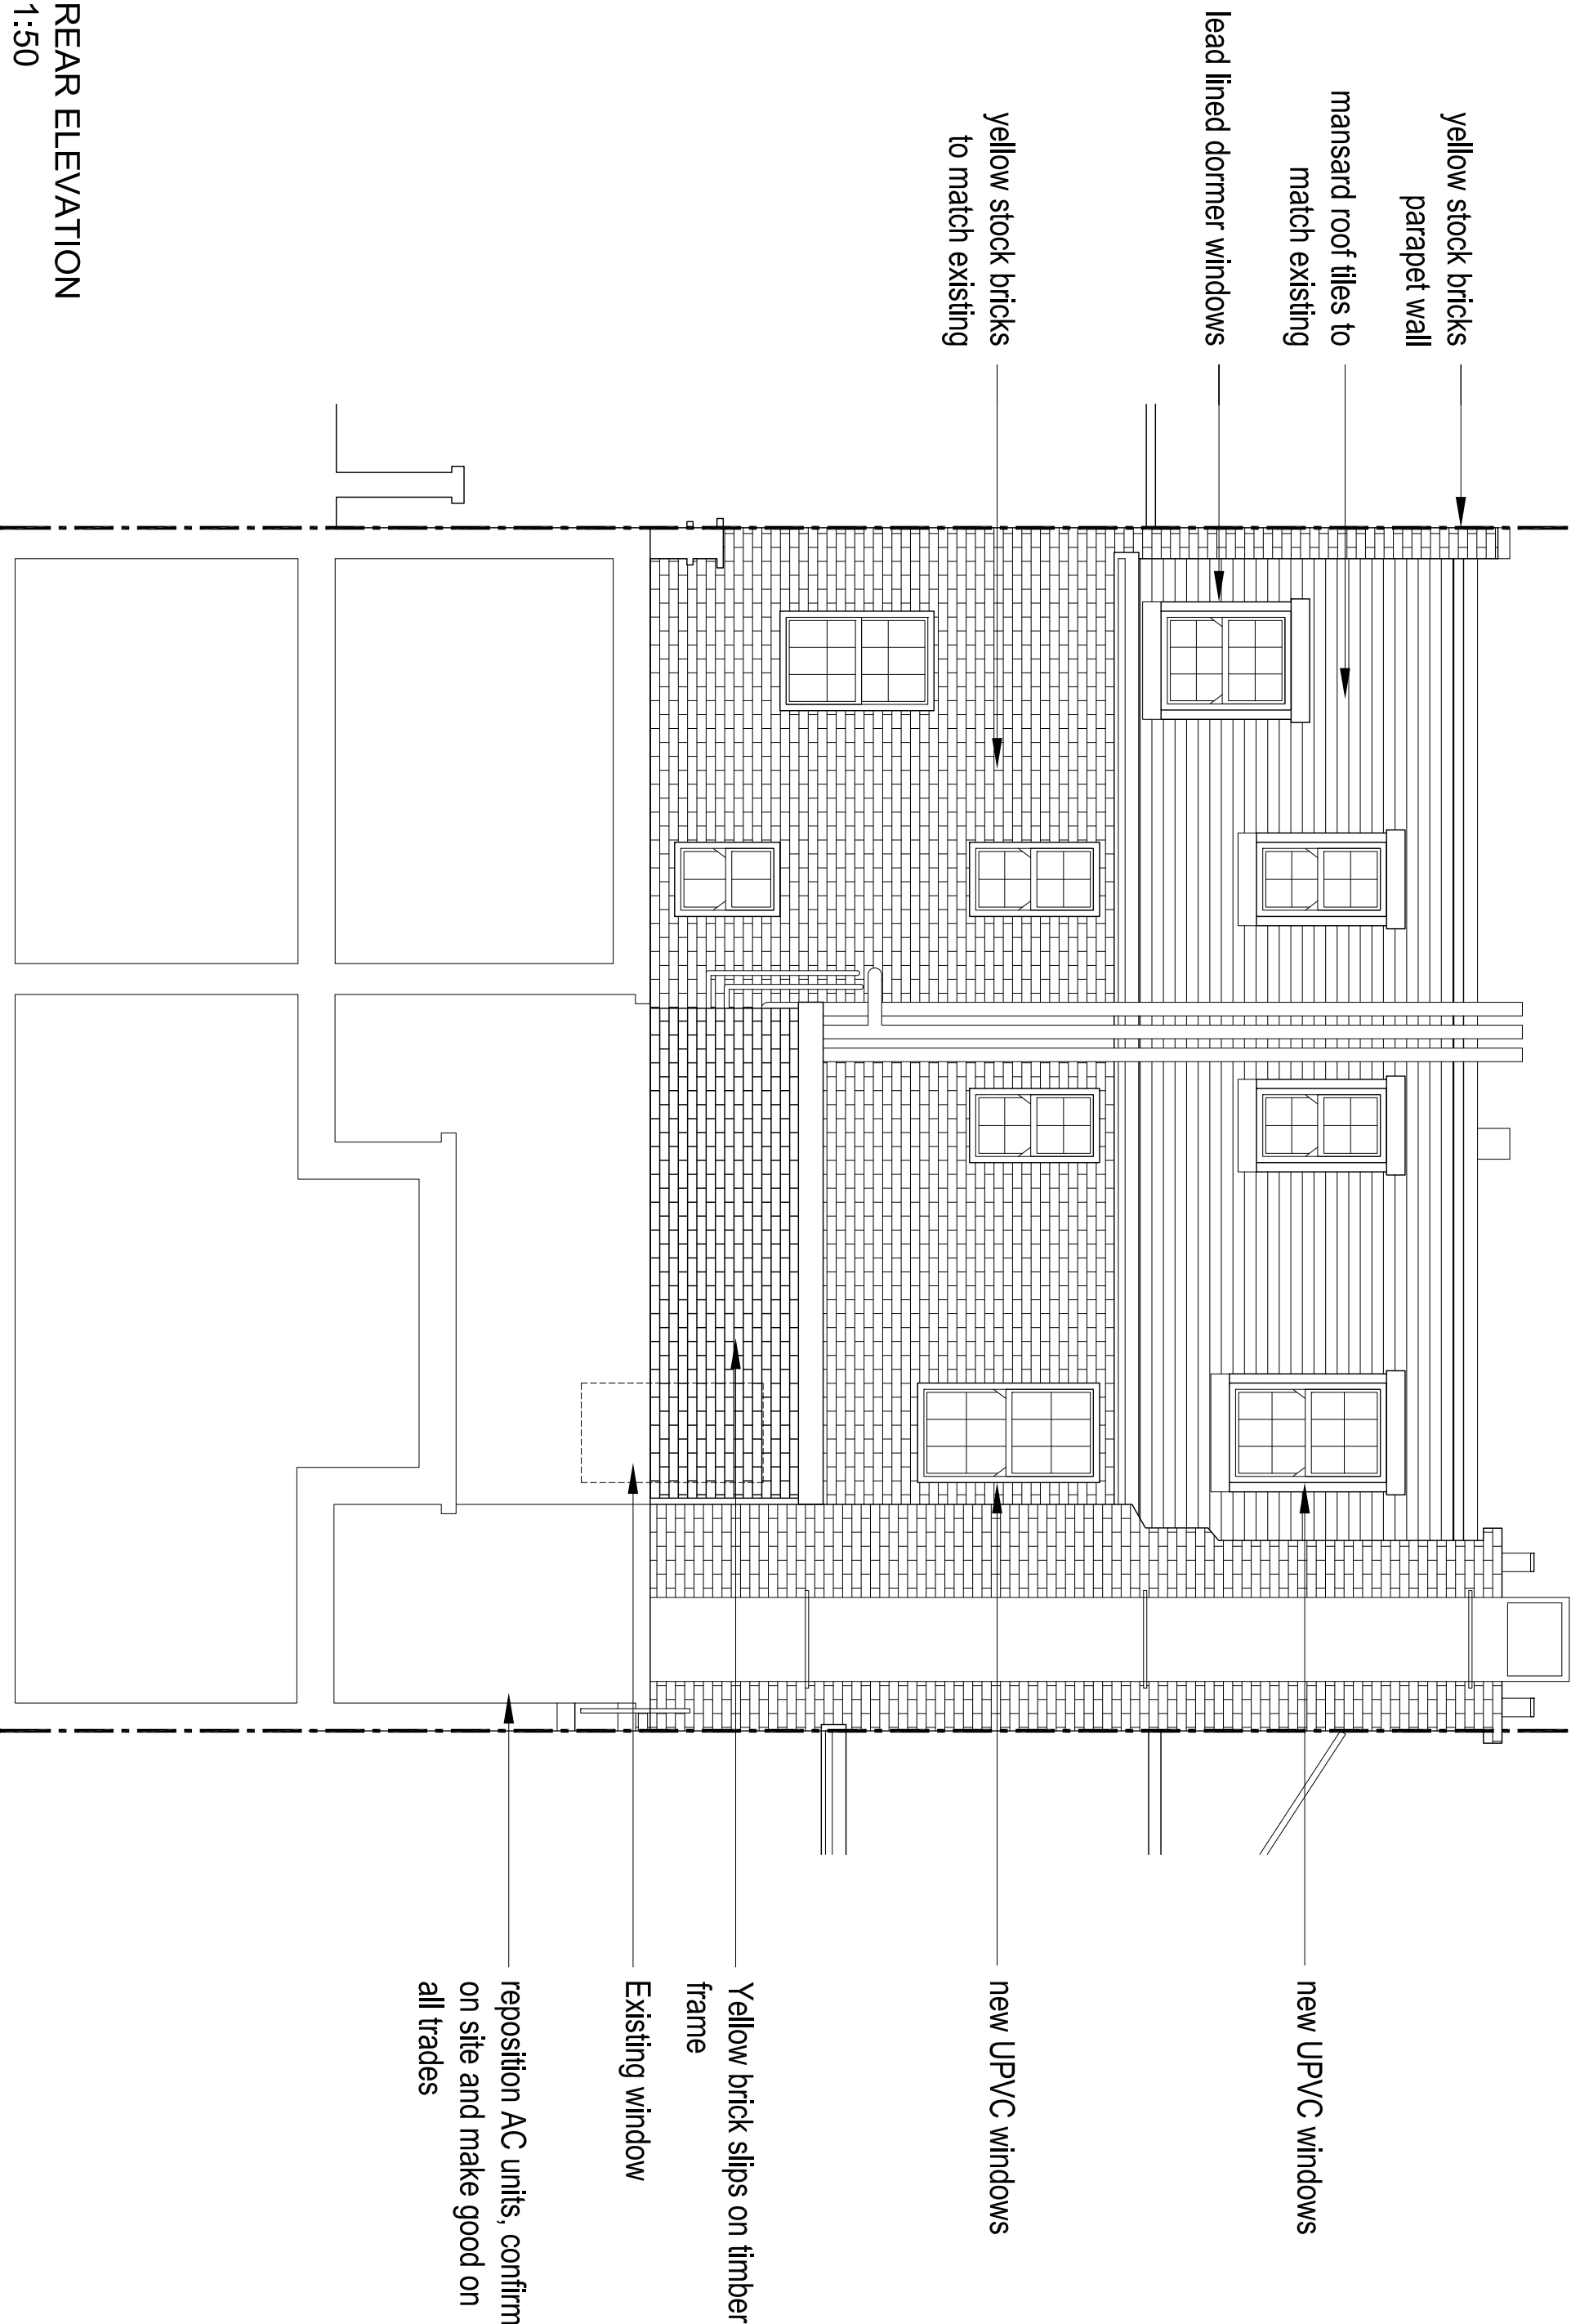 yellow stock bricks
parapet wall
mansard roof tiles to
match existing
lead lined dormer windows
yellow stock bricks
to match existing
new UPVC windows
new UPVC windows
Yellow brick slips on timber
frame
Existing window
reposition AC units, confirm
on site and make good on
all trades
REAR ELEVATION
1:50